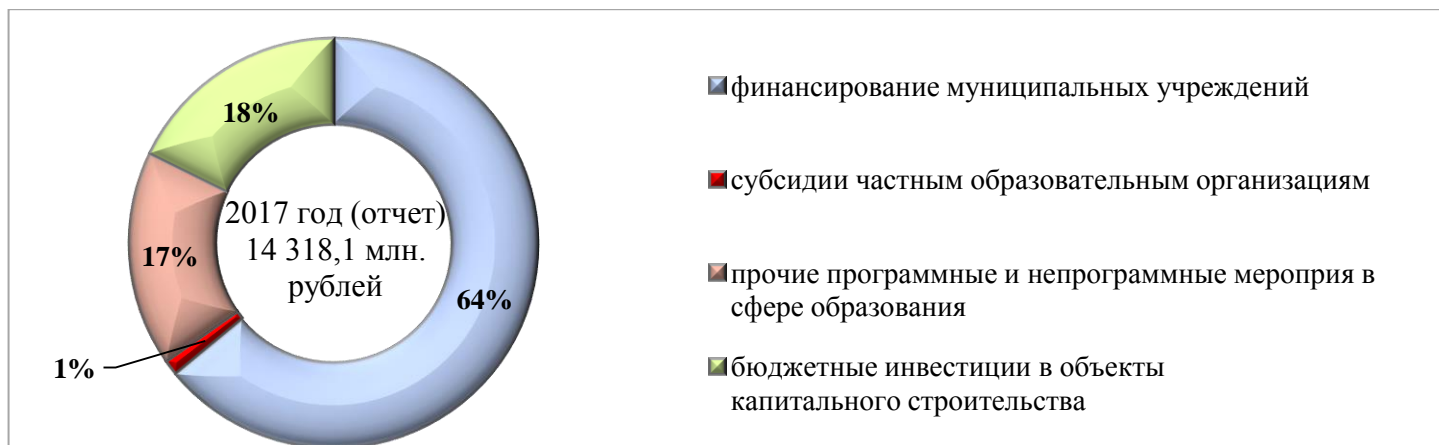 18%
2017 год (отчет)
14 318,1 млн.
рублей
17%
64%
1%
финансирование муниципальных учреждений
субсидии частным образовательным организациям
прочие программные и непрограммные мероприя в
сфере образования
бюджетные инвестиции в объекты
капитального строительства